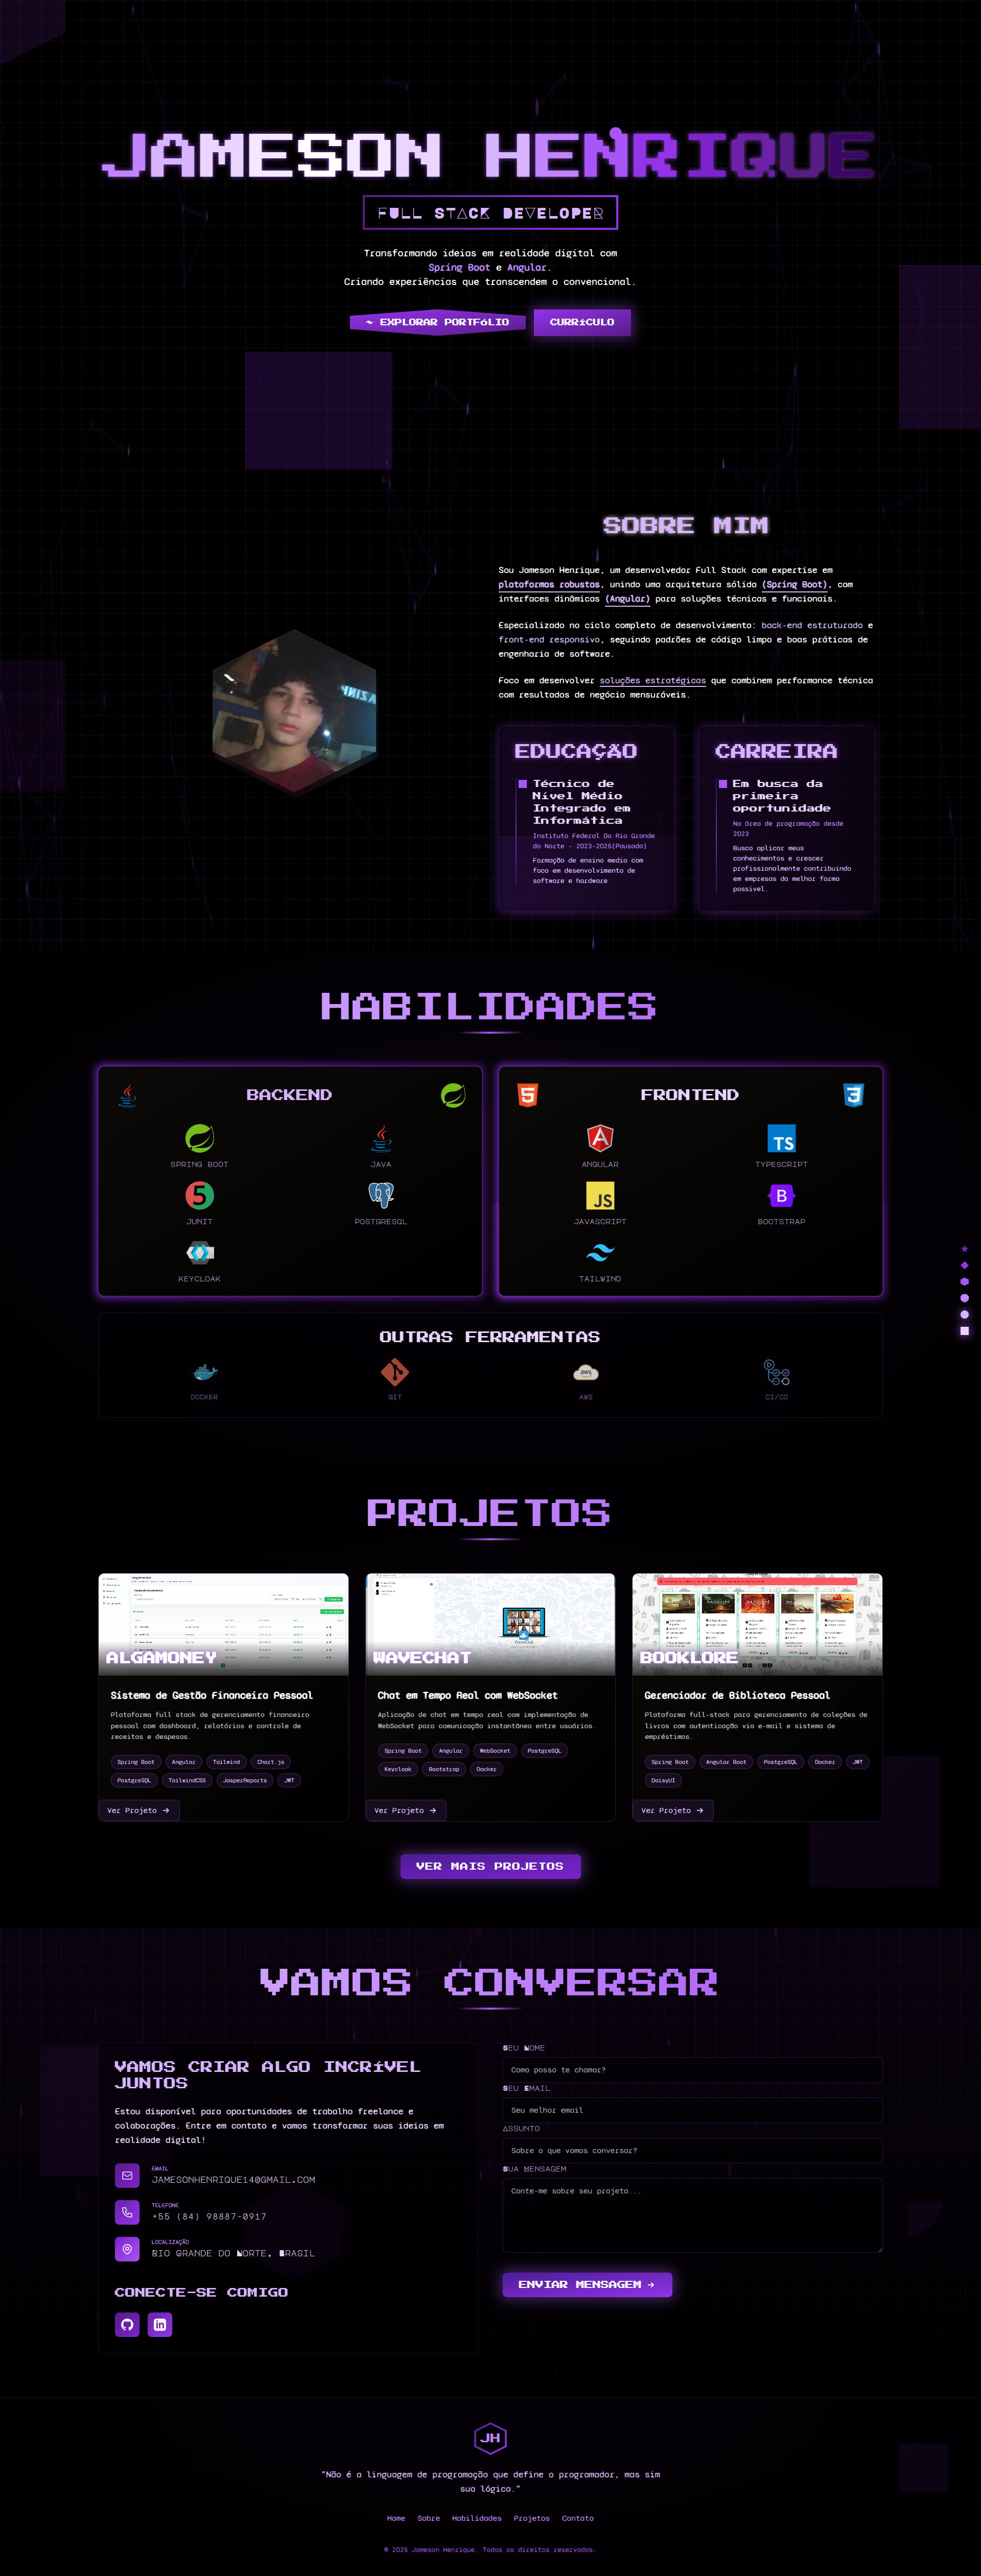 JAMESON HENRIQUE
FULL STACK DEVELOPER
Transformando ideias em realidade digital com
Spring Boot e Angular.
Criando experiências que transcendem o convencional.
~ EXPLORAR PORTFóLIO
CURRíCULO
SOBRE MIM
Sou Jameson Henrique, um desenvolvedor Full Stack com expertise em
plataformas robustas, unindo uma arquitetura sólida (Spring Boot), com
interfaces dinâmicas (Angular) para soluções técnicas e funcionais.
Especializado no ciclo completo de desenvolvimento: back-end estruturado e
front-end responsivo, seguindo padrões de código limpo e boas práticas de
engenharia de software.
Foco em desenvolver soluções estratégicas que combinem performance técnica
com resultados de negócio mensuráveis.
EDUCAÇÃO
Técnico de
Nível Médio
Integrado em
Informática
Instituto Federal Do Rio Grande
do Norte - 2023-2025(Pausado)
Formação de ensino medio com
foco em desenvolvimento de
software e hardware
CARREIRA
Em busca da
primeira
oportunidade
No área de programação desde
2023
Busco aplicar meus
conhecimentos e crescer
profissionalmente contribuindo
em empresas da melhor forma
possivel.
HABILIDADES
BACKEND
SPRING BOOT
JAVA
JUNIT
POSTGRESQL
KEYCLOAK
FRONTEND
ANGULAR
TYPESCRIPT
JAVASCRIPT
BOOTSTRAP
TAILWIND
OUTRAS FERRAMENTAS
DOCKER
GIT
AWS
CI/CD
PROJETOS
ALGAMONEY
Sistema de Gestão Financeira Pessoal
Plataforma full stack de gerenciamento financeiro
pessoal com dashboard, relatórios e controle de
receitas e despesas.
Spring Boot
Angular
Tailwind
Chart.js
PostgreSQL
TailwindCSS
JasperReports
JWT
Ver Projeto →
WAVECHAT
Chat em Tempo Real com WebSocket
Aplicação de chat em tempo real com implementação de
WebSocket para comunicação instantânea entre usuários.
Spring Boot
Angular
WebSocket
PostgreSQL
Keycloak
Bootstrap
Docker
Ver Projeto →
BOOKLORE
Gerenciador de Biblioteca Pessoal
Plataforma full-stack para gerenciamento de coleções de
livros com autenticação via e-mail e sistema de
empréstimos.
Spring Boot
Angular Boot
PostgreSQL
Docker
JWT
DaisyUI
Ver Projeto →
VER MAIS PROJETOS
VAMOS CONVERSAR
VAMOS CRIAR ALGO INCRíVEL
JUNTOS
Estou disponível para oportunidades de trabalho freelance e
colaborações. Entre em contato e vamos transformar suas ideias em
realidade digital!
EMAIL
JAMESONHENRIQUE140@GMAIL.COM
TELEFONE
+55 (84) 98887-0917
LOCALIZAÇÃO
RIO GRANDE DO NORTE, BRASIL
CONECTE-SE COMIGO
SEU NOME
Como posso te chamar?
SEU EMAIL
Seu melhor email
ASSUNTO
Sobre o que vamos conversar?
SUA MENSAGEM
Conte-me sobre seu projeto...
ENVIAR MENSAGEM →
JH
"Não é a linguagem de programação que define o programador, mas sim
sua lógica."
Home Sobre Habilidades Projetos Contato
© 2025 Jameson Henrique. Todos os direitos reservados.